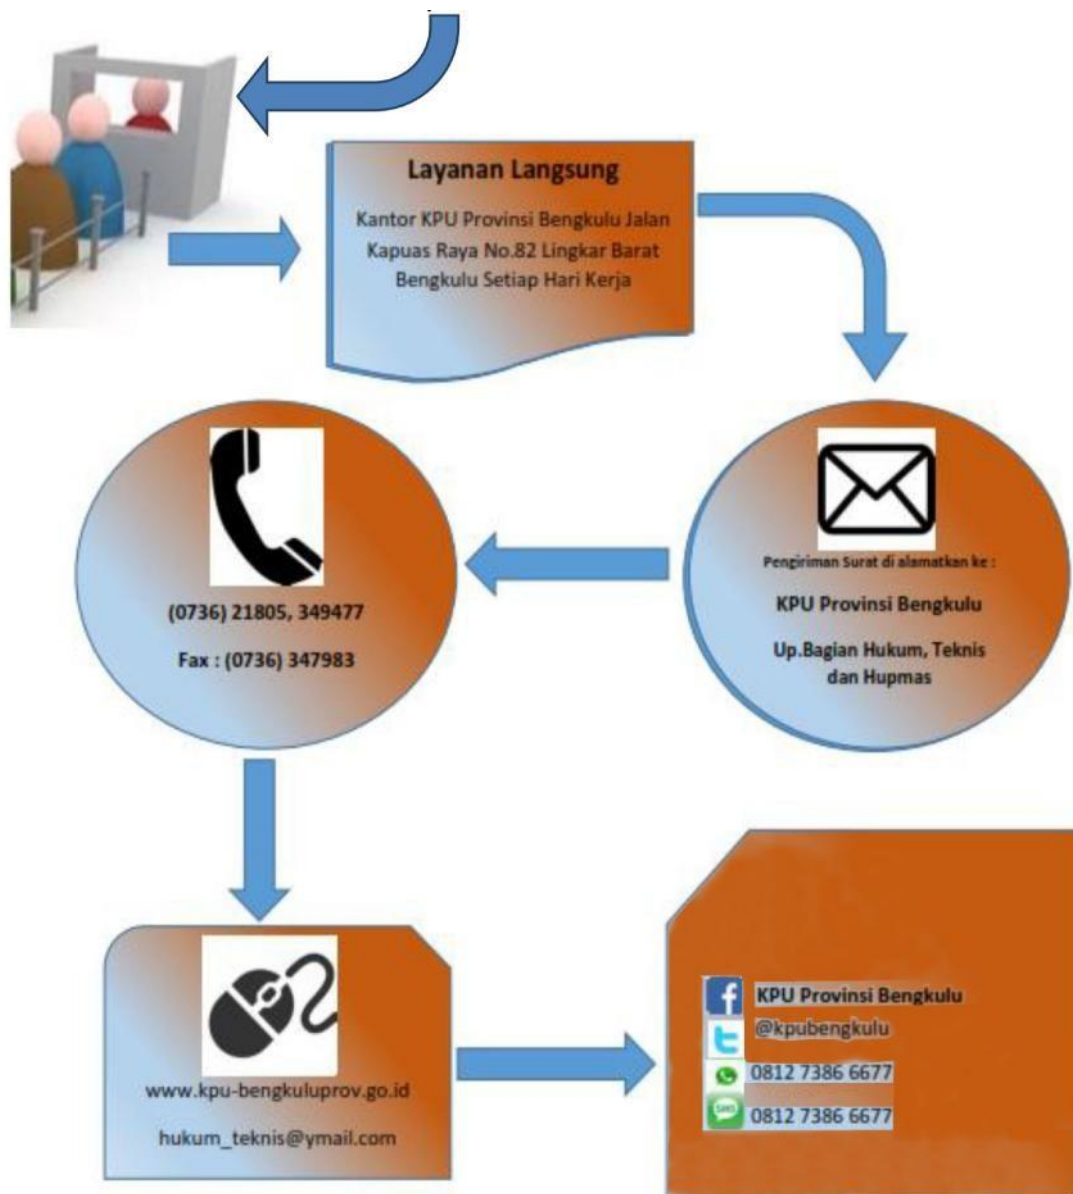 Layanan Langsung
Kantor KPU Provinsi Bengkulu Jalan
Kapuas Raya No.82 Lingkar Barat
Bengkulu Setiap Hari Kerja
Pengiriman Surat di alamatkan ke :
KPU Provinsi Bengkulu
Up.Bagian Hukum, Teknis
dan Hupmas
(0736) 21805, 349477
Fax : (0736) 347983
www.kpu-bengkuluprov.go.id
hukum_teknis@ymail.com
KPU Provinsi Bengkulu
@kpubengkulu
0812 7386 6677
SMS 0812 7386 6677